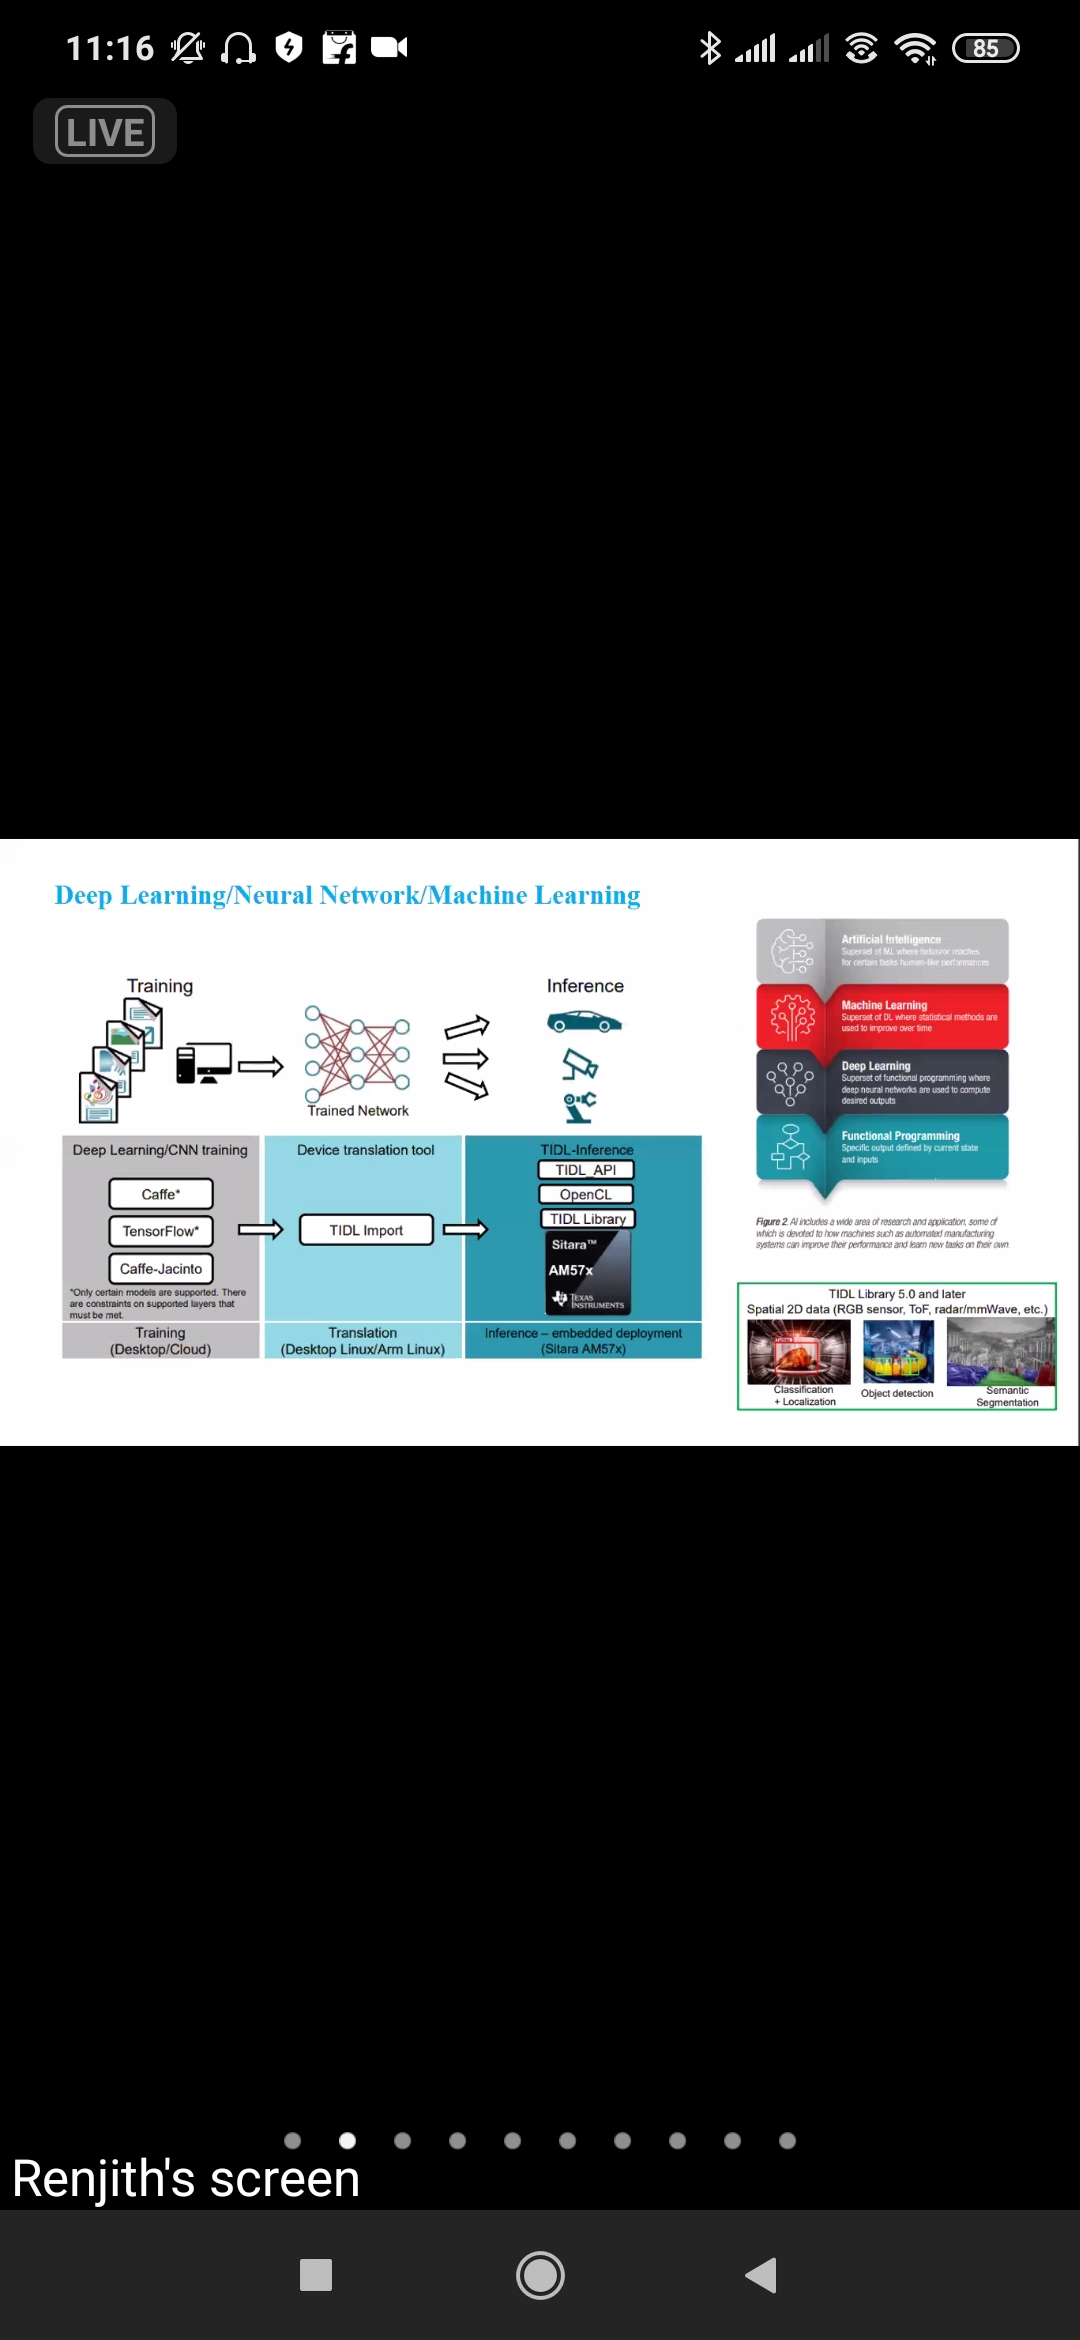 11:16
85
LIVE
Deep Learning/Neural Network/Machine Learning
Training
Inference
Trained Network
Deep Learning/CNN training
Caffe*
TensorFlow*
Caffe-Jacinto
*Only certain models are supported. There
are constraints on supported layers that
must be met.
Training
(Desktop/Cloud)
Device translation tool
TIDL Import
Translation
(Desktop Linux/Arm Linux)
TIDL-Inference
TIDL_API
OpenCL
TIDL Library
Sitara™
AM57x
TEXAS
INSTRUMENTS
Inference – embedded deployment
(Sitara AM57x)
Artificial Intelligence
Superset of ML where behavior reaches
for certain tasks human-like performances
Machine Learning
Superset of DL where statistical methods are
used to improve over time
Deep Learning
Superset of functional programming where
deep neural networks are used to compute
desired outputs
Functional Programming
Specific output defined by current state
and inputs
Figure 2. AI includes a wide area of research and application, some of
which is devoted to how machines such as automated manufacturing
systems can improve their performance and learn new tasks on their own.
TIDL Library 5.0 and later
Spatial 2D data (RGB sensor, ToF, radar/mmWave, etc.)
Classification
+ Localization
Object detection
Semantic
Segmentation
Renjith's screen